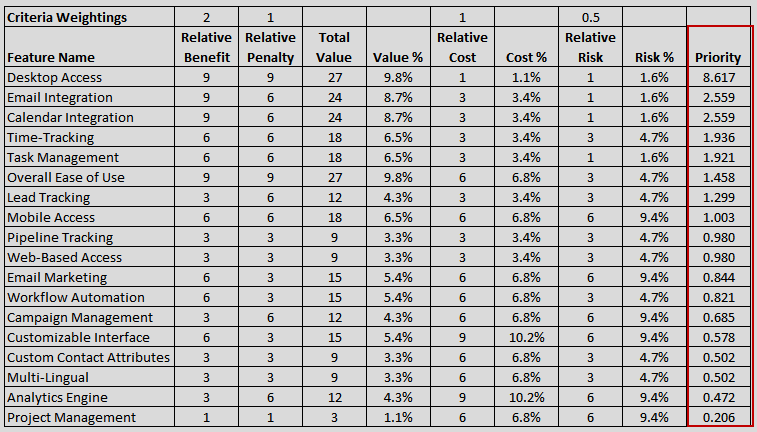 Criteria Weightings 2 1 1 0.5
Relative Relative Total Relative Relative
Feature Name Benefit Penalty Value Value % Cost Cost % Risk Risk % Priority
Desktop Access 9 9 27 9.8% 1 1.1% 1 1.6% 8.617
Email Integration 9 6 24 8.7% 3 3.4% 1 1.6% 2.559
Calendar Integration 9 6 24 8.7% 3 3.4% 1 1.6% 2.559
Time-Tracking 6 6 18 6.5% 3 3.4% 3 4.7% 1.936
Task Management 6 6 18 6.5% 3 3.4% 1 1.6% 1.921
Overall Ease of Use 9 9 27 9.8% 6 6.8% 3 4.7% 1.458
Lead Tracking 3 6 12 4.3% 3 3.4% 3 4.7% 1.299
Mobile Access 6 6 18 6.5% 6 6.8% 6 9.4% 1.003
Pipeline Tracking 3 3 9 3.3% 3 3.4% 3 4.7% 0.980
Web-Based Access 3 3 9 3.3% 3 3.4% 3 4.7% 0.980
Email Marketing 6 3 15 5.4% 6 6.8% 6 9.4% 0.844
Workflow Automation 6 3 15 5.4% 6 6.8% 3 4.7% 0.821
Campaign Management 3 6 12 4.3% 6 6.8% 6 9.4% 0.685
Customizable Interface 6 3 15 5.4% 9 10.2% 6 9.4% 0.578
Custom Contact Attributes 3 3 9 3.3% 6 6.8% 3 4.7% 0.502
Multi-Lingual 3 3 9 3.3% 6 6.8% 3 4.7% 0.502
Analytics Engine 3 6 12 4.3% 9 10.2% 6 9.4% 0.472
Project Management 1 1 3 1.1% 6 6.8% 6 9.4% 0.206